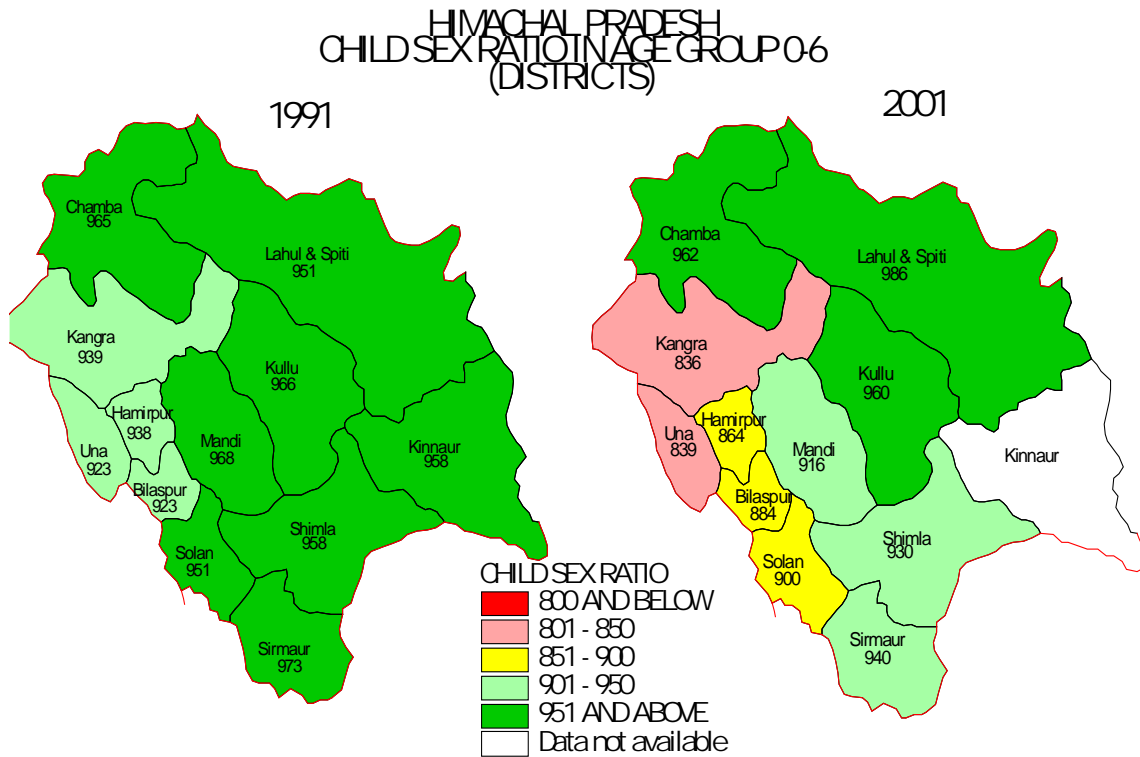 HIMACHAL PRADESH
CHILD SEX RATIO IN AGE GROUP 0-6
(DISTRICTS)
1991
Chamba
965
Lahul & Spiti
951
Kangra
939
Kullu
966
Hamirpur
938
Una
923
Mandi
968
Kinnaur
958
Bilaspur
923
Shimla
958
Solan
951
Sirmaur
973
2001
Chamba
962
Lahul & Spiti
986
Kangra
836
Kullu
960
Hamirpur
864
Una
839
Mandi
916
Kinnaur
Bilaspur
884
Shimla
930
Solan
900
Sirmaur
940
CHILD SEX RATIO
800 AND BELOW
801 - 850
851 - 900
901 - 950
951 AND ABOVE
Data not available